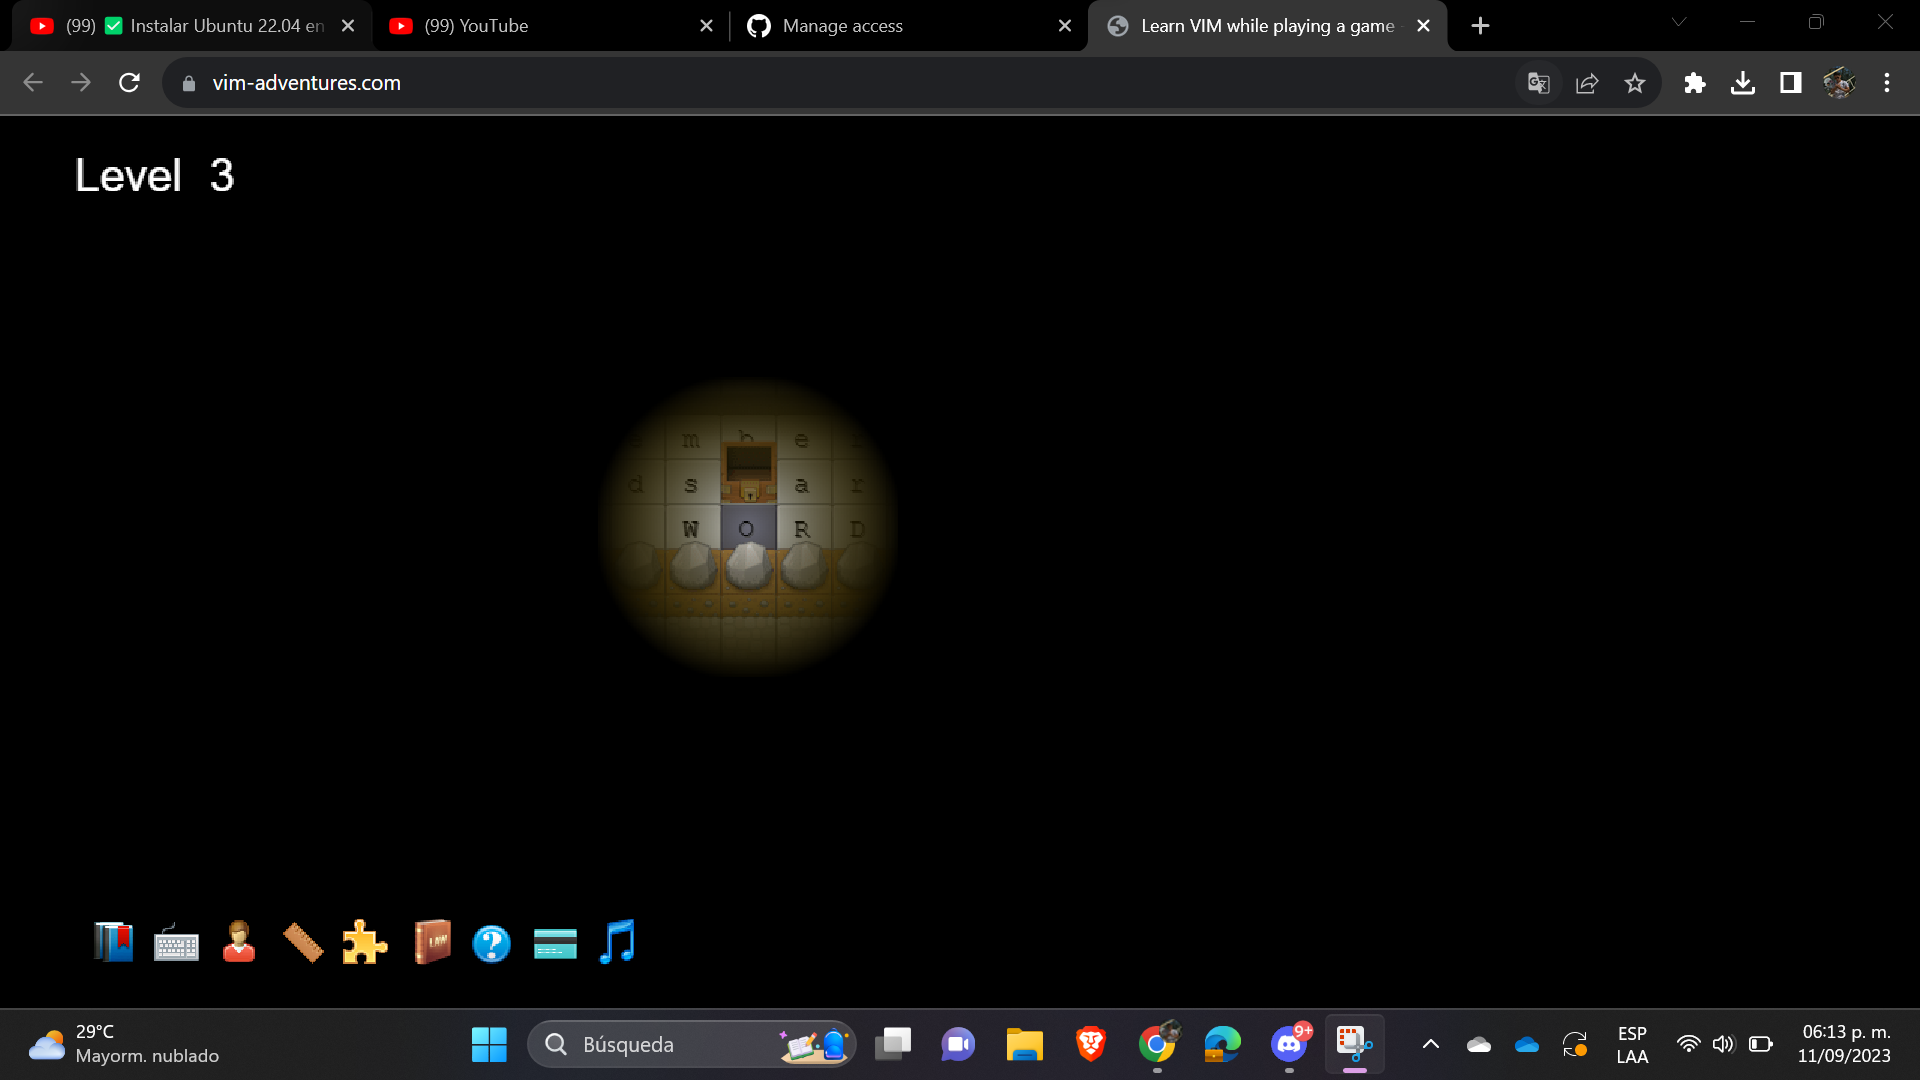 (99) ✅ Instalar Ubuntu 22.04 en
(99) YouTube
Manage access
Learn VIM while playing a game
vim-adventures.com
Level 3
m b e
d s a r
W O R D
LAW
29°C
Mayorm. nublado
Búsqueda
9+
ESP
LAA
06:13 p. m.
11/09/2023